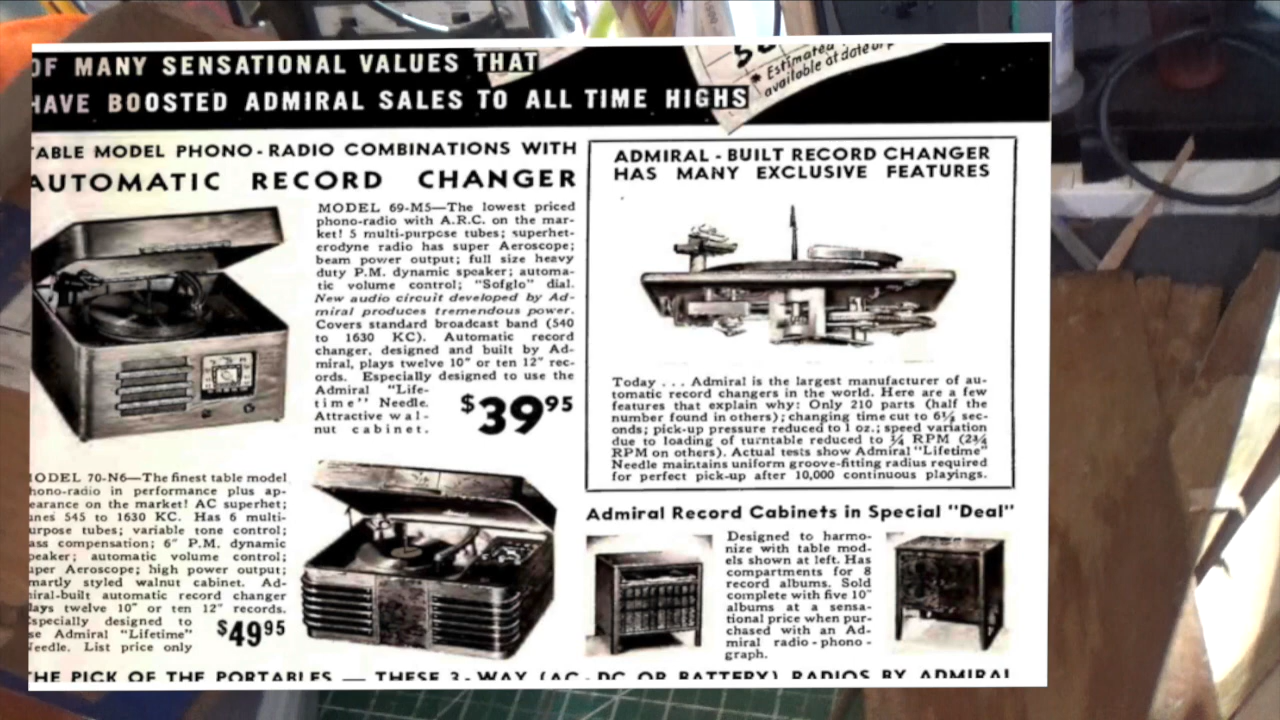 OF MANY SENSATIONAL VALUES THAT
HAVE BOOSTED ADMIRAL SALES TO ALL TIME HIGHS
* Estimated
available at date of
TABLE MODEL PHONO-RADIO COMBINATIONS WITH
AUTOMATIC RECORD CHANGER
MODEL 69-M5—The lowest priced
phono-radio with A.R.C. on the mar-
ket! 5 multi-purpose tubes; superhet-
erodyne radio has super Aeroscope;
beam power output; full size heavy
duty P.M. dynamic speaker; automa-
tic volume control; "Sofglo" dial.
New audio circuit developed by Ad-
miral produces tremendous power.
Covers standard broadcast band (540
to 1630 KC). Automatic record
changer, designed and built by Ad-
miral, plays twelve 10" or ten 12" rec-
ords. Especially designed to use the
Admiral "Life-
time" Needle.
Attractive wal-
nut cabinet.
$39.95
MODEL 70-N6—The finest table model
phono-radio in performance plus ap-
pearance on the market! AC superhet;
tunes 545 to 1630 KC. Has 6 multi-
purpose tubes; variable tone control;
bass compensation; 6" P.M. dynamic
speaker; automatic volume control;
super Aeroscope; high power output;
smartly styled walnut cabinet. Ad-
miral-built automatic record changer
plays twelve 10" or ten 12" records.
Especially designed to
use Admiral "Lifetime"
Needle. List price only
$49.95
ADMIRAL-BUILT RECORD CHANGER
HAS MANY EXCLUSIVE FEATURES
Today . . . Admiral is the largest manufacturer of au-
tomatic record changers in the world. Here are a few
features that explain why: Only 210 parts (half the
number found in others); changing time cut to 6½ sec-
onds; pick-up pressure reduced to 1 oz.; speed variation
due to loading of turntable reduced to ¼ RPM (2¼
RPM on others). Actual tests show Admiral "Lifetime"
Needle maintains uniform groove-fitting radius required
for perfect pick-up after 10,000 continuous playings.
Admiral Record Cabinets in Special "Deal"
Designed to harmo-
nize with table mod-
els shown at left. Has
compartments for 8
record albums. Sold
complete with five 10"
albums at a sensa-
tional price when pur-
chased with an Ad-
miral radio-phono-
graph.
THE PICK OF THE PORTABLES — THESE 3-WAY (AC-DC OR BATTERY) RADIOS BY ADMIRAL